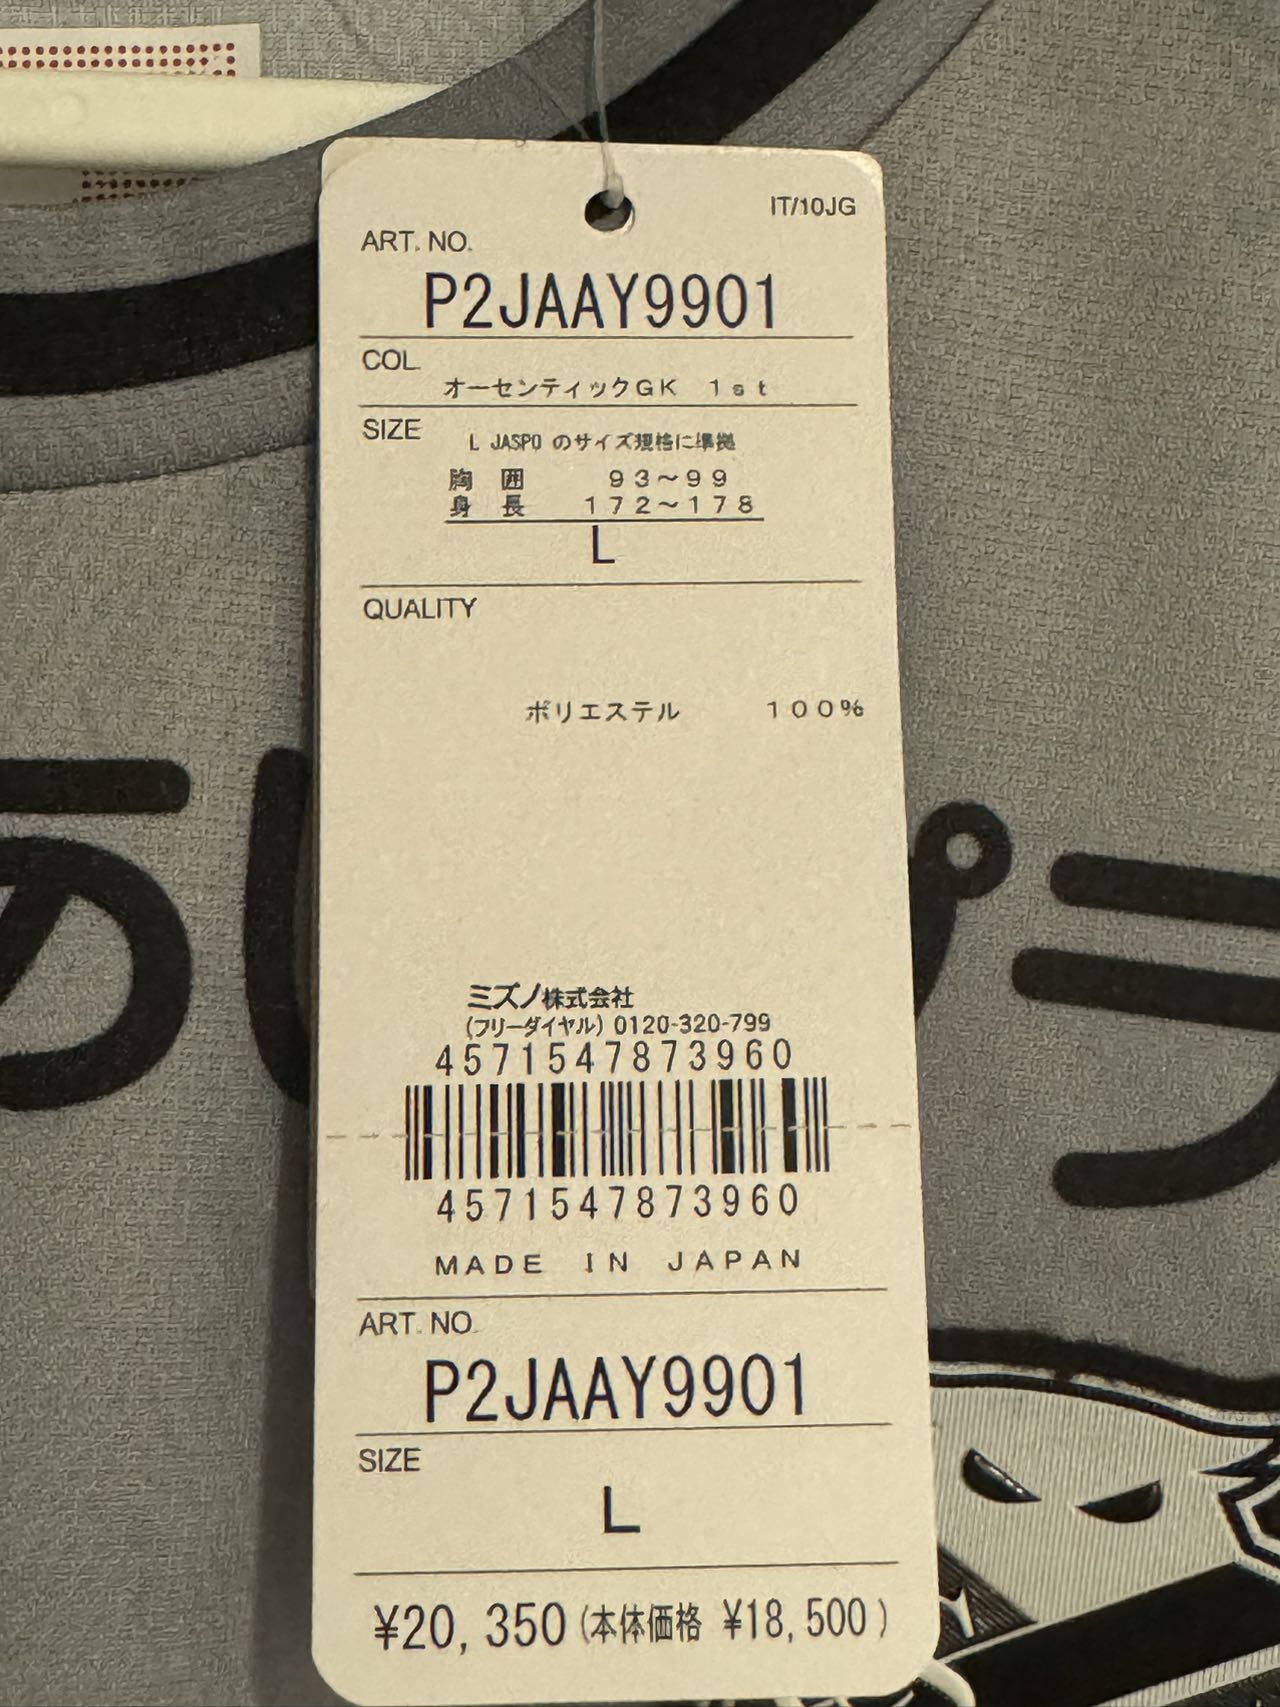 IT/10JG
ART. NO.
P2JAAY9901
COL.
オーセンティックGK 1st
SIZE
L JASPO のサイズ規格に準拠
胸 囲 93〜99
身 長 172〜178
L
QUALITY
ポリエステル 100%
ミズノ株式会社
(フリーダイヤル) 0120-320-799
4571547873960
4571547873960
MADE IN JAPAN
ART. NO.
P2JAAY9901
SIZE
L
¥20,350(本体価格 ¥18,500)